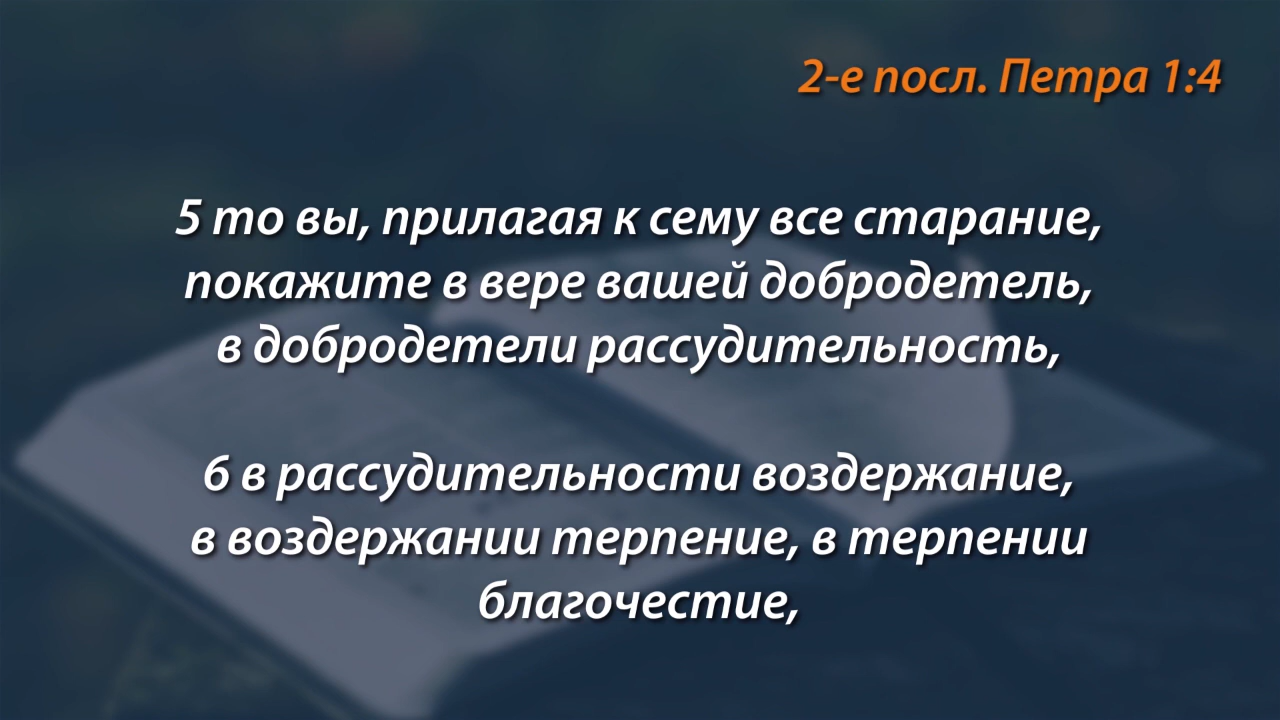 2-е посл. Петра 1:4
5 то вы, прилагая к сему все старание,
покажите в вере вашей добродетель,
в добродетели рассудительность,
6 в рассудительности воздержание,
в воздержании терпение, в терпении
благочестие,